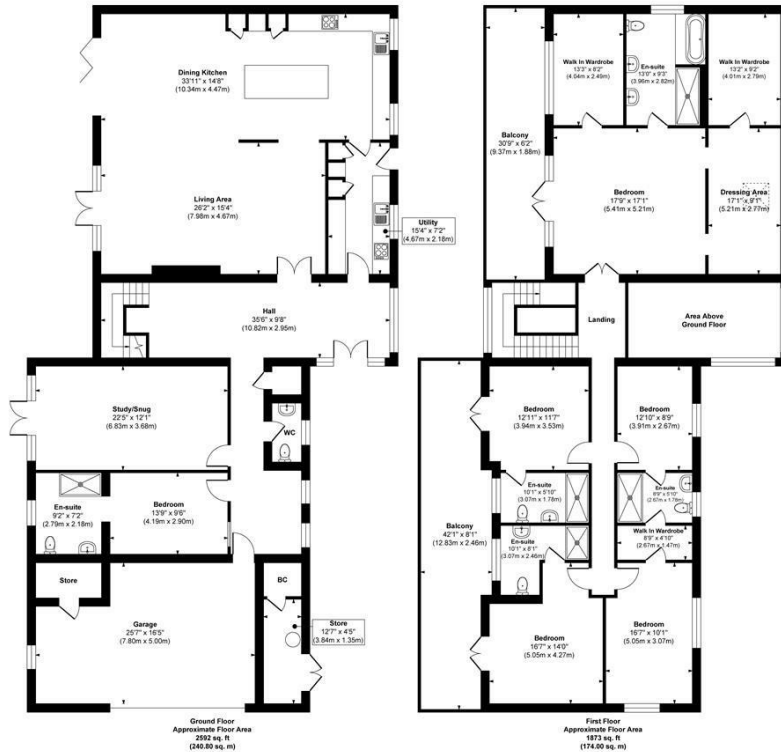 Dining Kitchen
33'11" x 14'8"
(10.34m x 4.47m)
Living Area
26'2" x 15'4"
(7.98m x 4.67m)
Utility
15'4" x 7'2"
(4.67m x 2.18m)
Hall
35'6" x 9'8"
(10.82m x 2.95m)
Study/Snug
22'5" x 12'1"
(6.83m x 3.68m)
WC
En-suite
9'2" x 7'2"
(2.79m x 2.18m)
Bedroom
13'9" x 9'6"
(4.19m x 2.90m)
Store
BC
Garage
25'7" x 16'5"
(7.80m x 5.00m)
Store
12'7" x 4'5"
(3.84m x 1.35m)
Ground Floor
Approximate Floor Area
2592 sq. ft
(240.80 sq. m)
Walk In Wardrobe
13'3" x 8'2"
(4.04m x 2.49m)
En-suite
13'0" x 9'3"
(3.96m x 2.82m)
Walk In Wardrobe
13'2" x 9'2"
(4.01m x 2.79m)
Balcony
30'9" x 6'2"
(9.37m x 1.88m)
Bedroom
17'9" x 17'1"
(5.41m x 5.21m)
Dressing Area
17'1" x 9'1"
(5.21m x 2.77m)
Landing
Area Above
Ground Floor
Bedroom
12'11" x 11'7"
(3.94m x 3.53m)
Bedroom
12'10" x 8'9"
(3.91m x 2.67m)
En-suite
10'1" x 5'10"
(3.07m x 1.78m)
En-suite
8'9" x 5'10"
(2.67m x 1.78m)
Balcony
42'1" x 8'1"
(12.83m x 2.46m)
En-suite
10'1" x 8'1"
(3.07m x 2.46m)
Walk In Wardrobe
8'9" x 4'10"
(2.67m x 1.47m)
Bedroom
16'7" x 14'0"
(5.05m x 4.27m)
Bedroom
16'7" x 10'1"
(5.05m x 3.07m)
First Floor
Approximate Floor Area
1873 sq. ft
(174.00 sq. m)